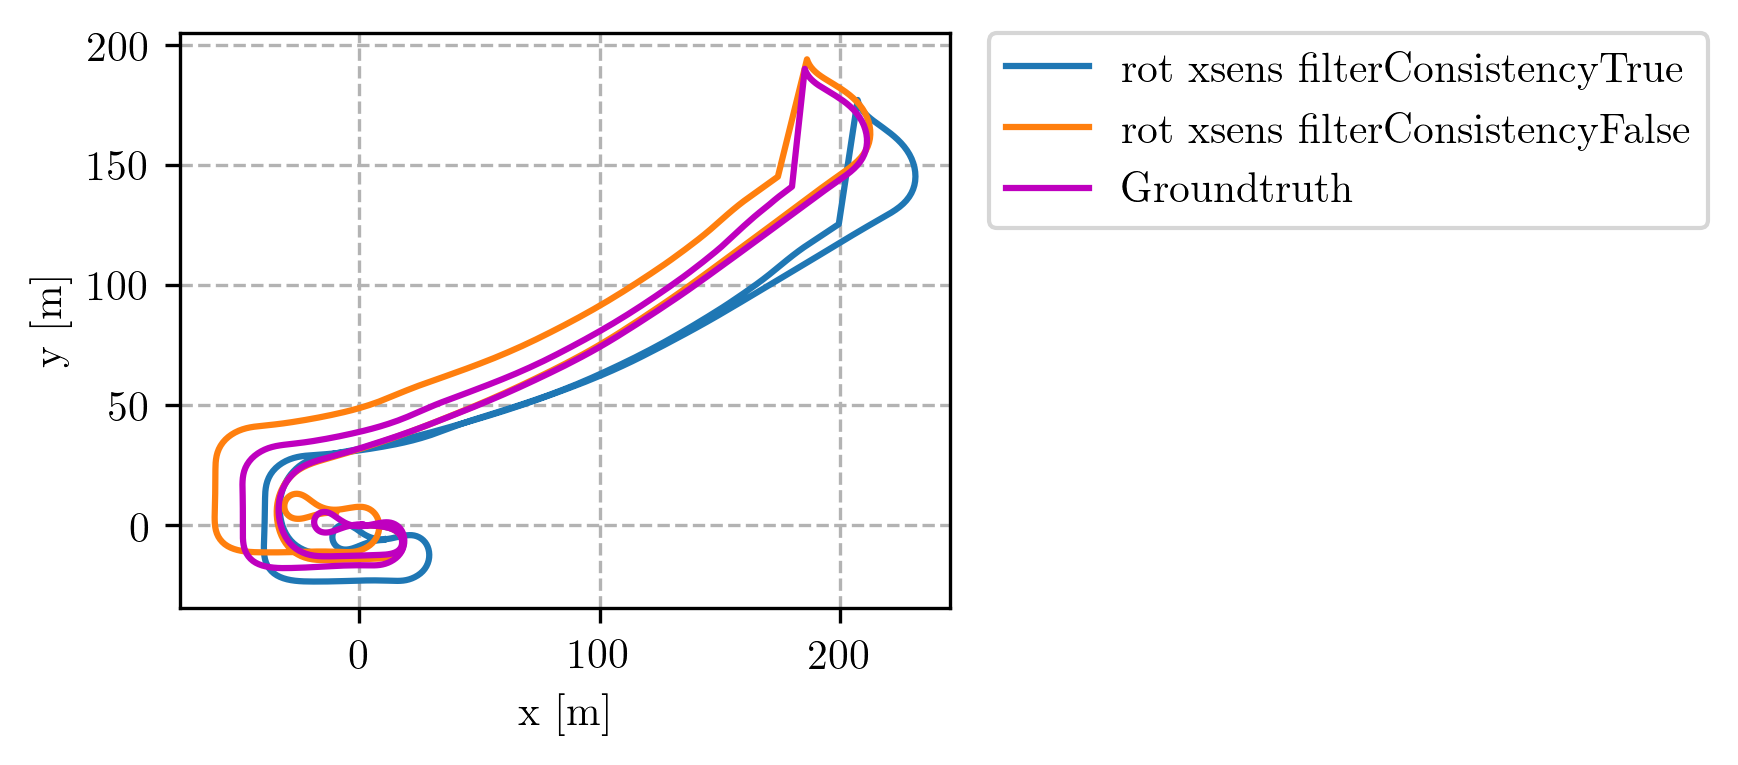 200
150
100
50
0
y [m]
0
100
200
x [m]
rot xsens filterConsistencyTrue
rot xsens filterConsistencyFalse
Groundtruth